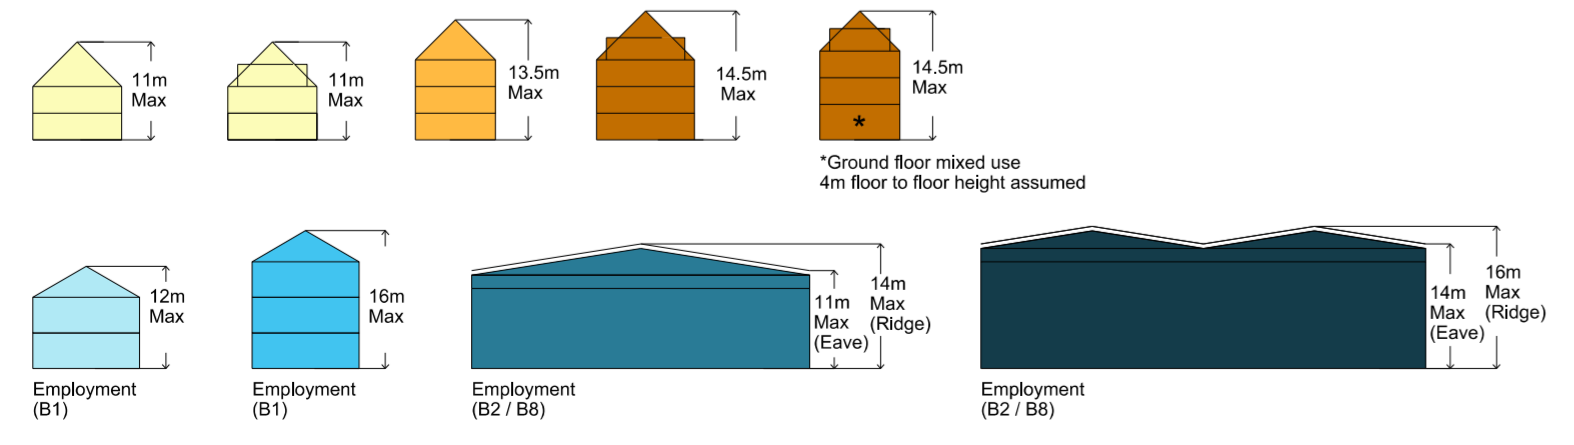 11m
Max
11m
Max
13.5m
Max
14.5m
Max
14.5m
Max
*
*Ground floor mixed use
4m floor to floor height assumed
12m
Max
16m
Max
11m
Max
(Eave)
14m
Max
(Ridge)
14m
Max
(Eave)
16m
Max
(Ridge)
Employment
(B1)
Employment
(B1)
Employment
(B2 / B8)
Employment
(B2 / B8)